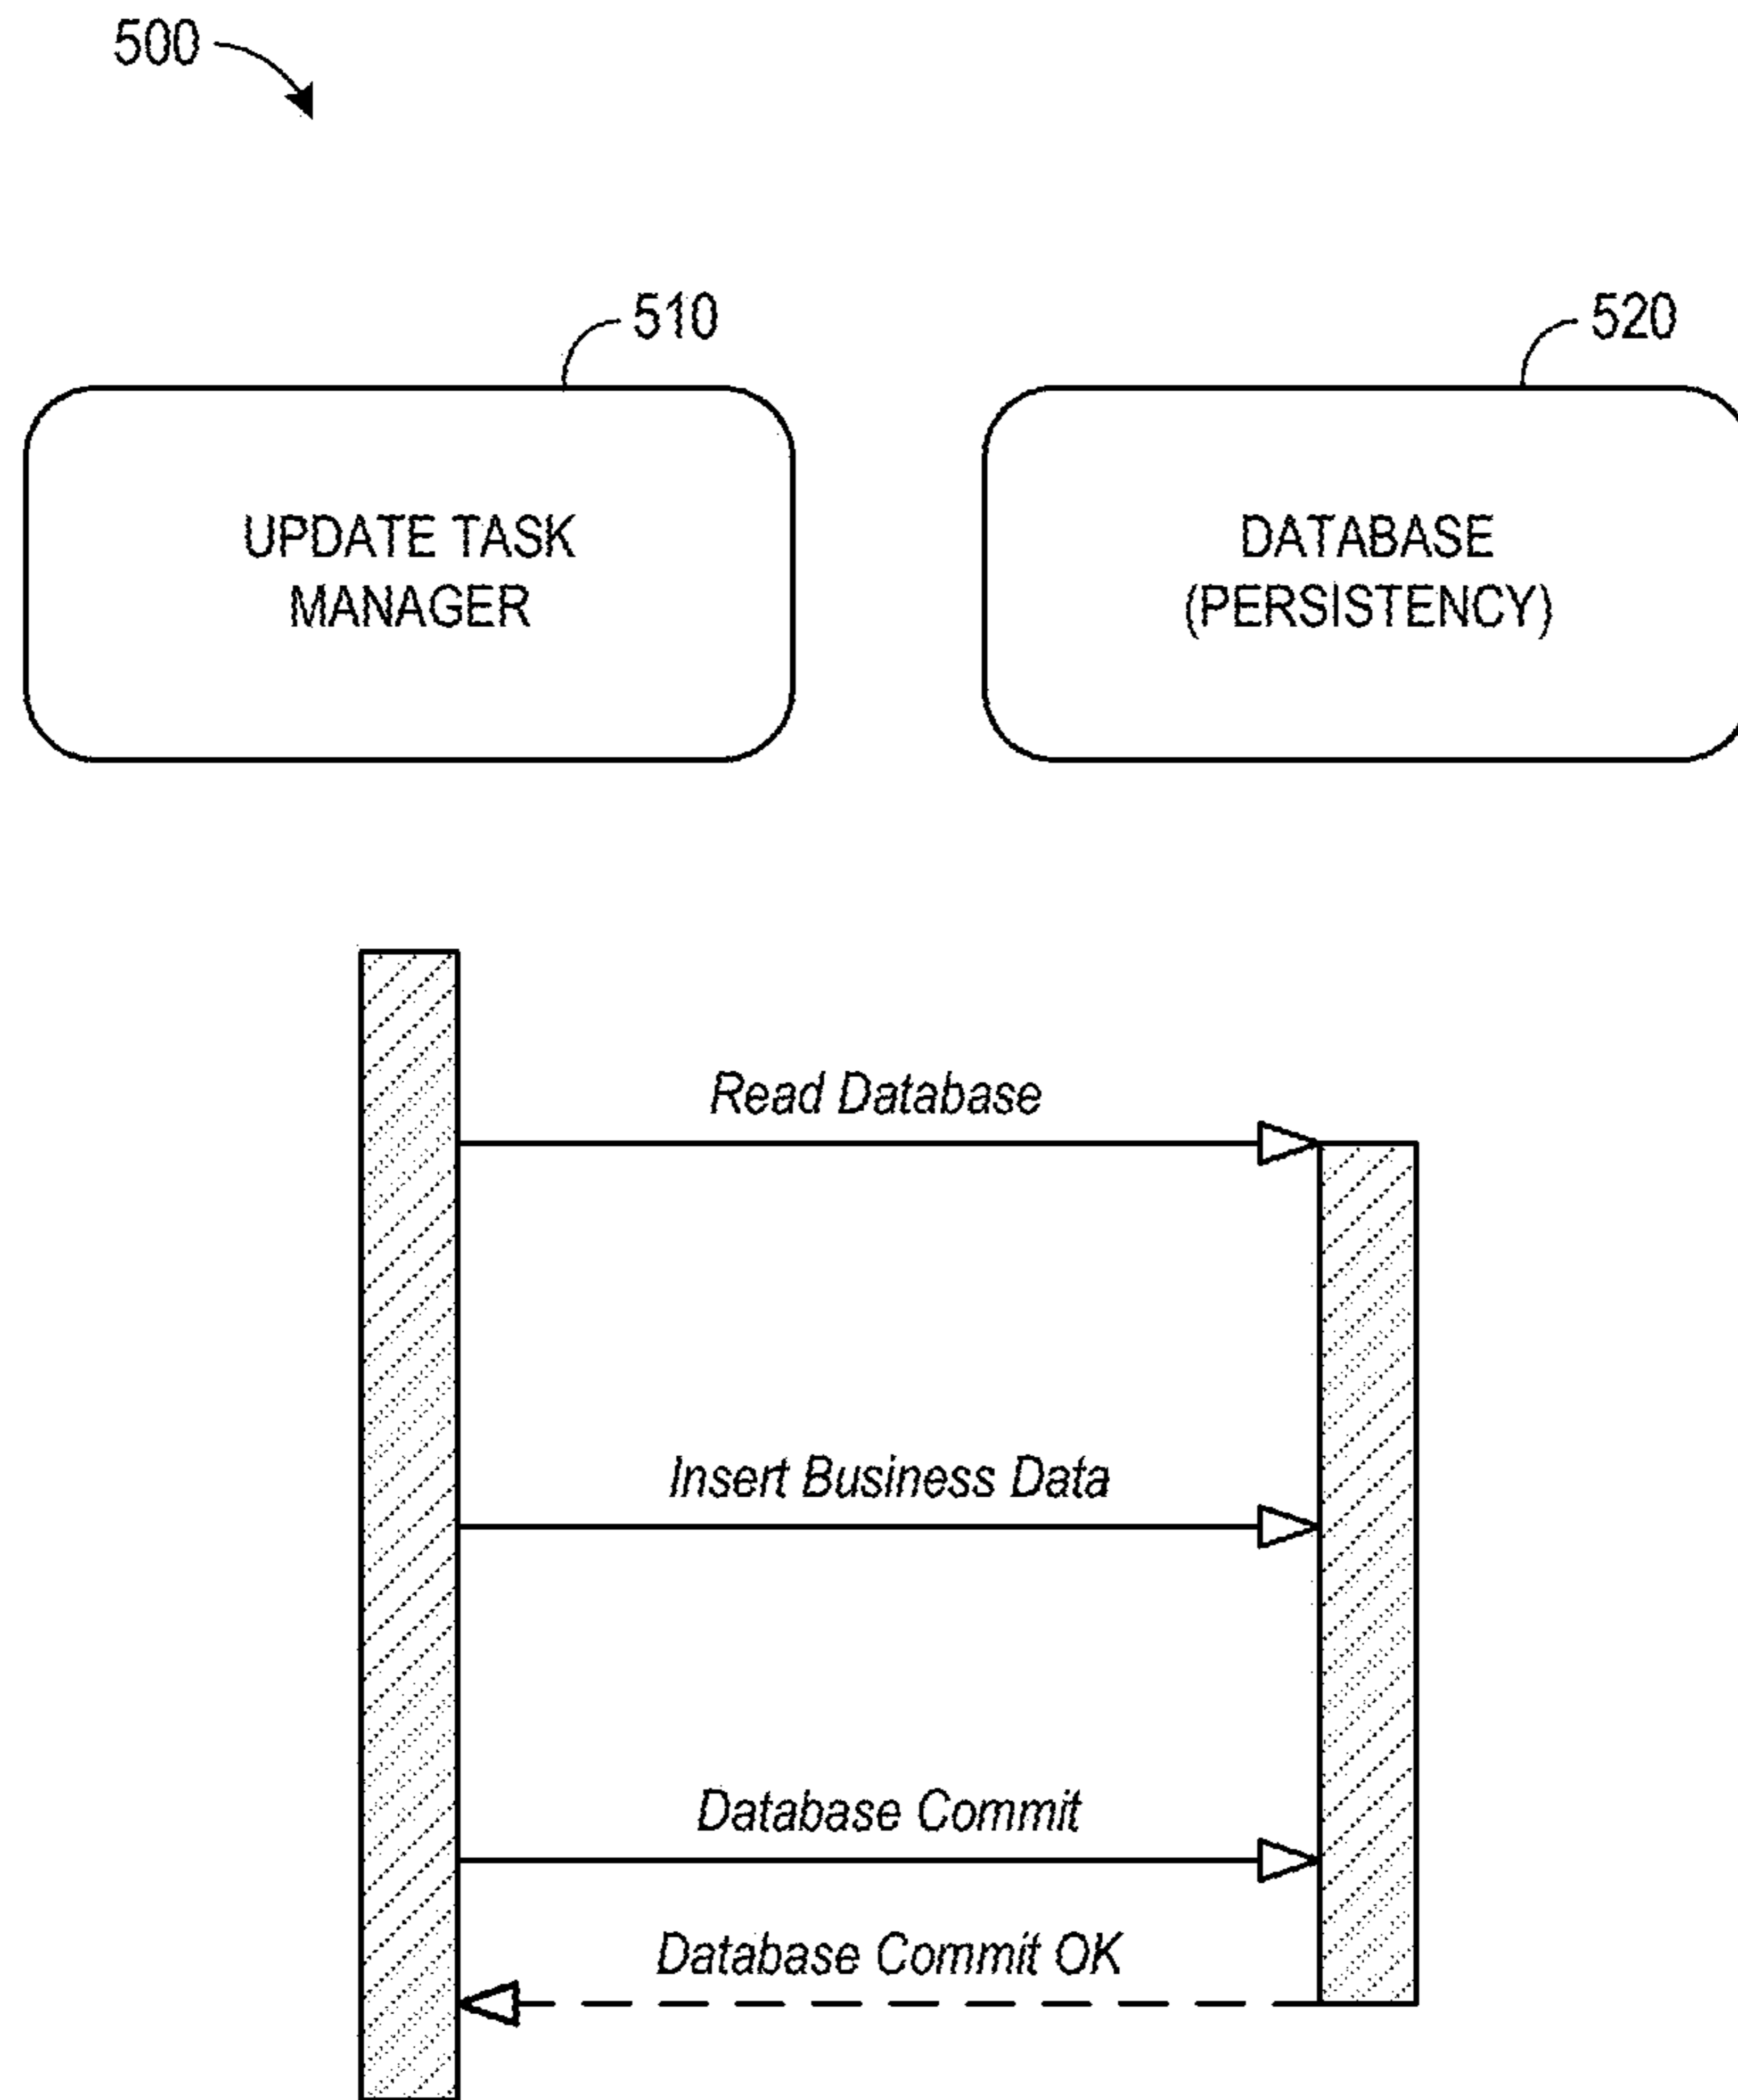 500
510
520
UPDATE TASK
MANAGER
DATABASE
(PERSISTENCY)
Read Database
Insert Business Data
Database Commit
Database Commit OK